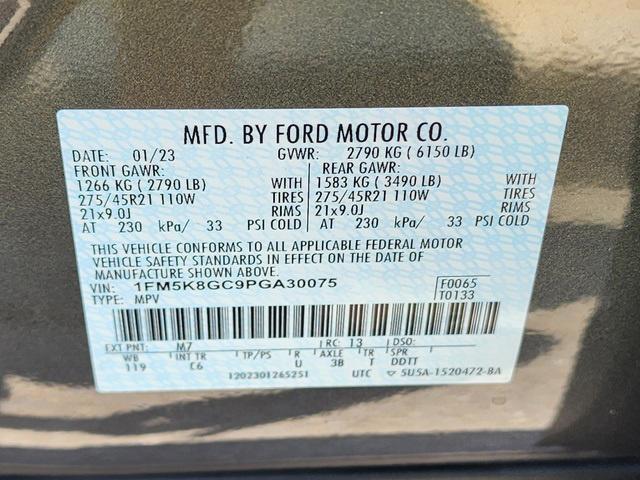 MFD. BY FORD MOTOR CO.
DATE: 01/23 GVWR: 2790 KG ( 6150 LB)
FRONT GAWR: REAR GAWR:
1266 KG ( 2790 LB) WITH 1583 KG ( 3490 LB) WITH
275/45R21 110W TIRES 275/45R21 110W TIRES
21x9.0J RIMS 21x9.0J RIMS
AT 230 kPa/ 33 PSI COLD AT 230 kPa/ 33 PSI COLD
THIS VEHICLE CONFORMS TO ALL APPLICABLE FEDERAL MOTOR
VEHICLE SAFETY STANDARDS IN EFFECT ON THE DATE OF
MANUFACTURE SHOWN ABOVE.
VIN: 1FM5K8GC9PGA30075 F0065
TYPE: MPV T0133
EXT PNT: M7 RC: 13 DSO:
WB INT TR TP/PS R AXLE TR SPR
119 C6 U 3B T DDTT
1202301265251 UTC 5U5A-1520472-BA